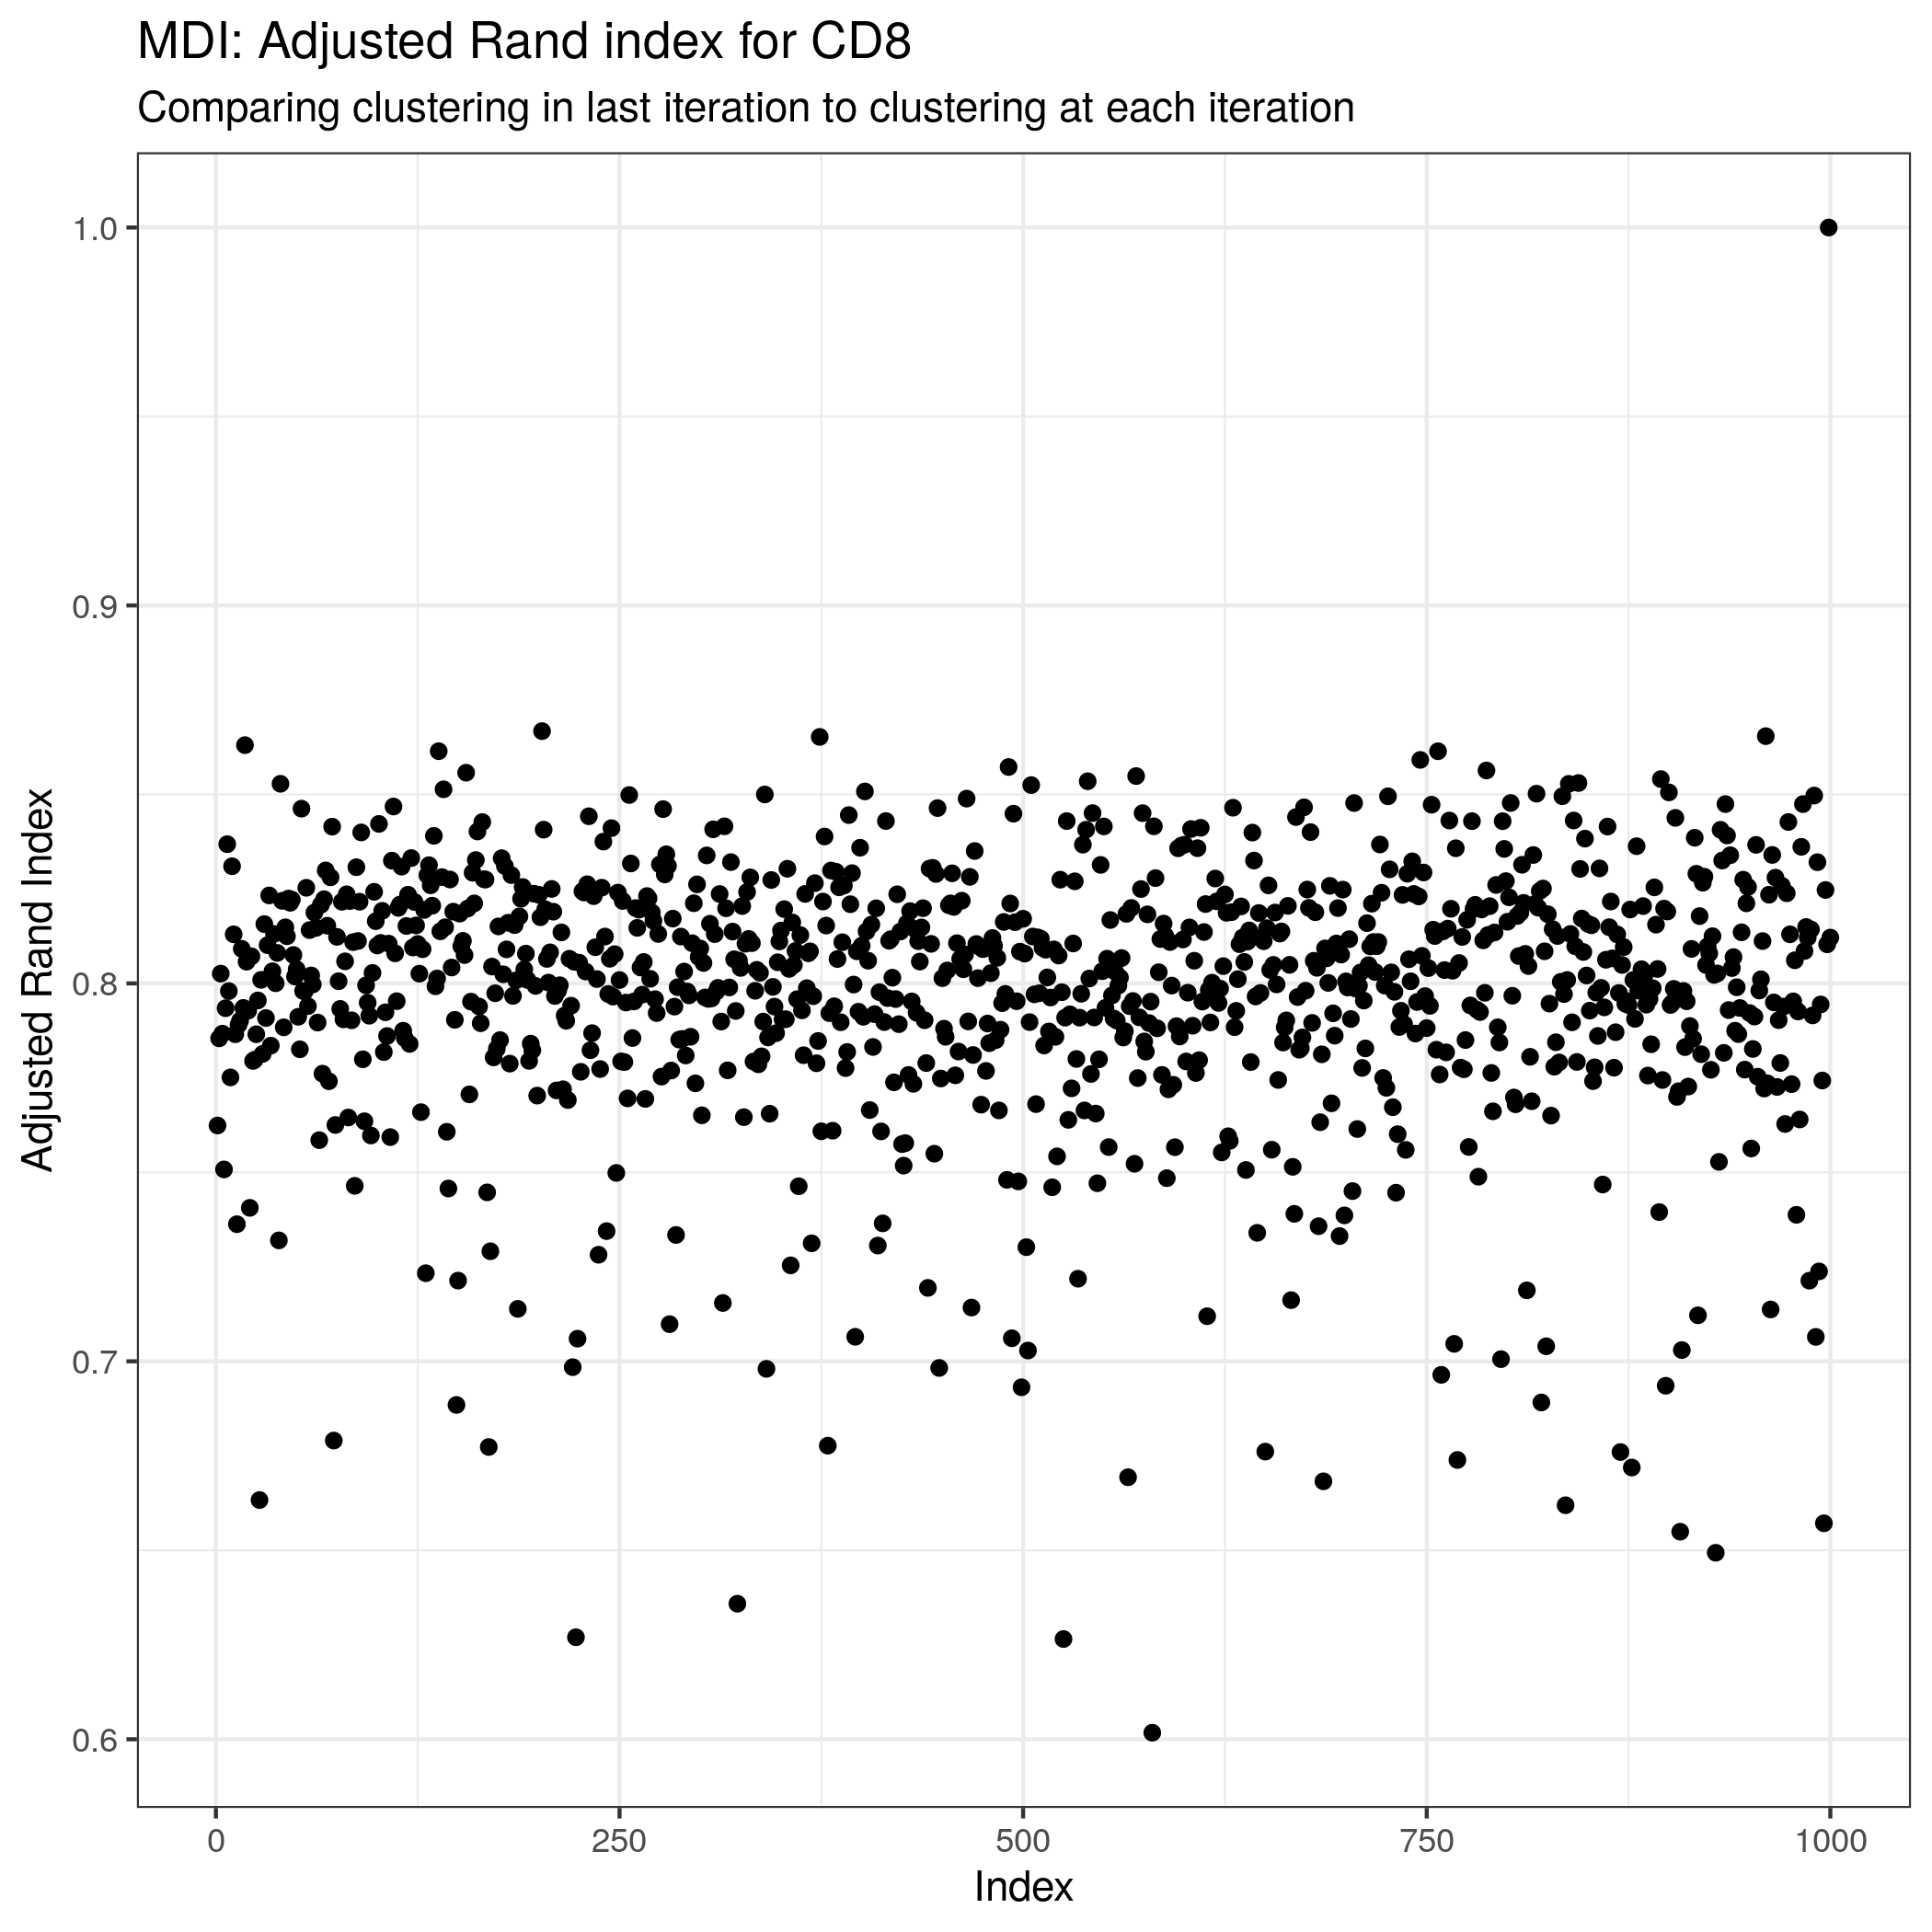 MDI: Adjusted Rand index for CD8
Comparing clustering in last iteration to clustering at each iteration
Adjusted Rand Index
1.0
0.9
0.8
0.7
0.6
0
250
500
750
1000
Index